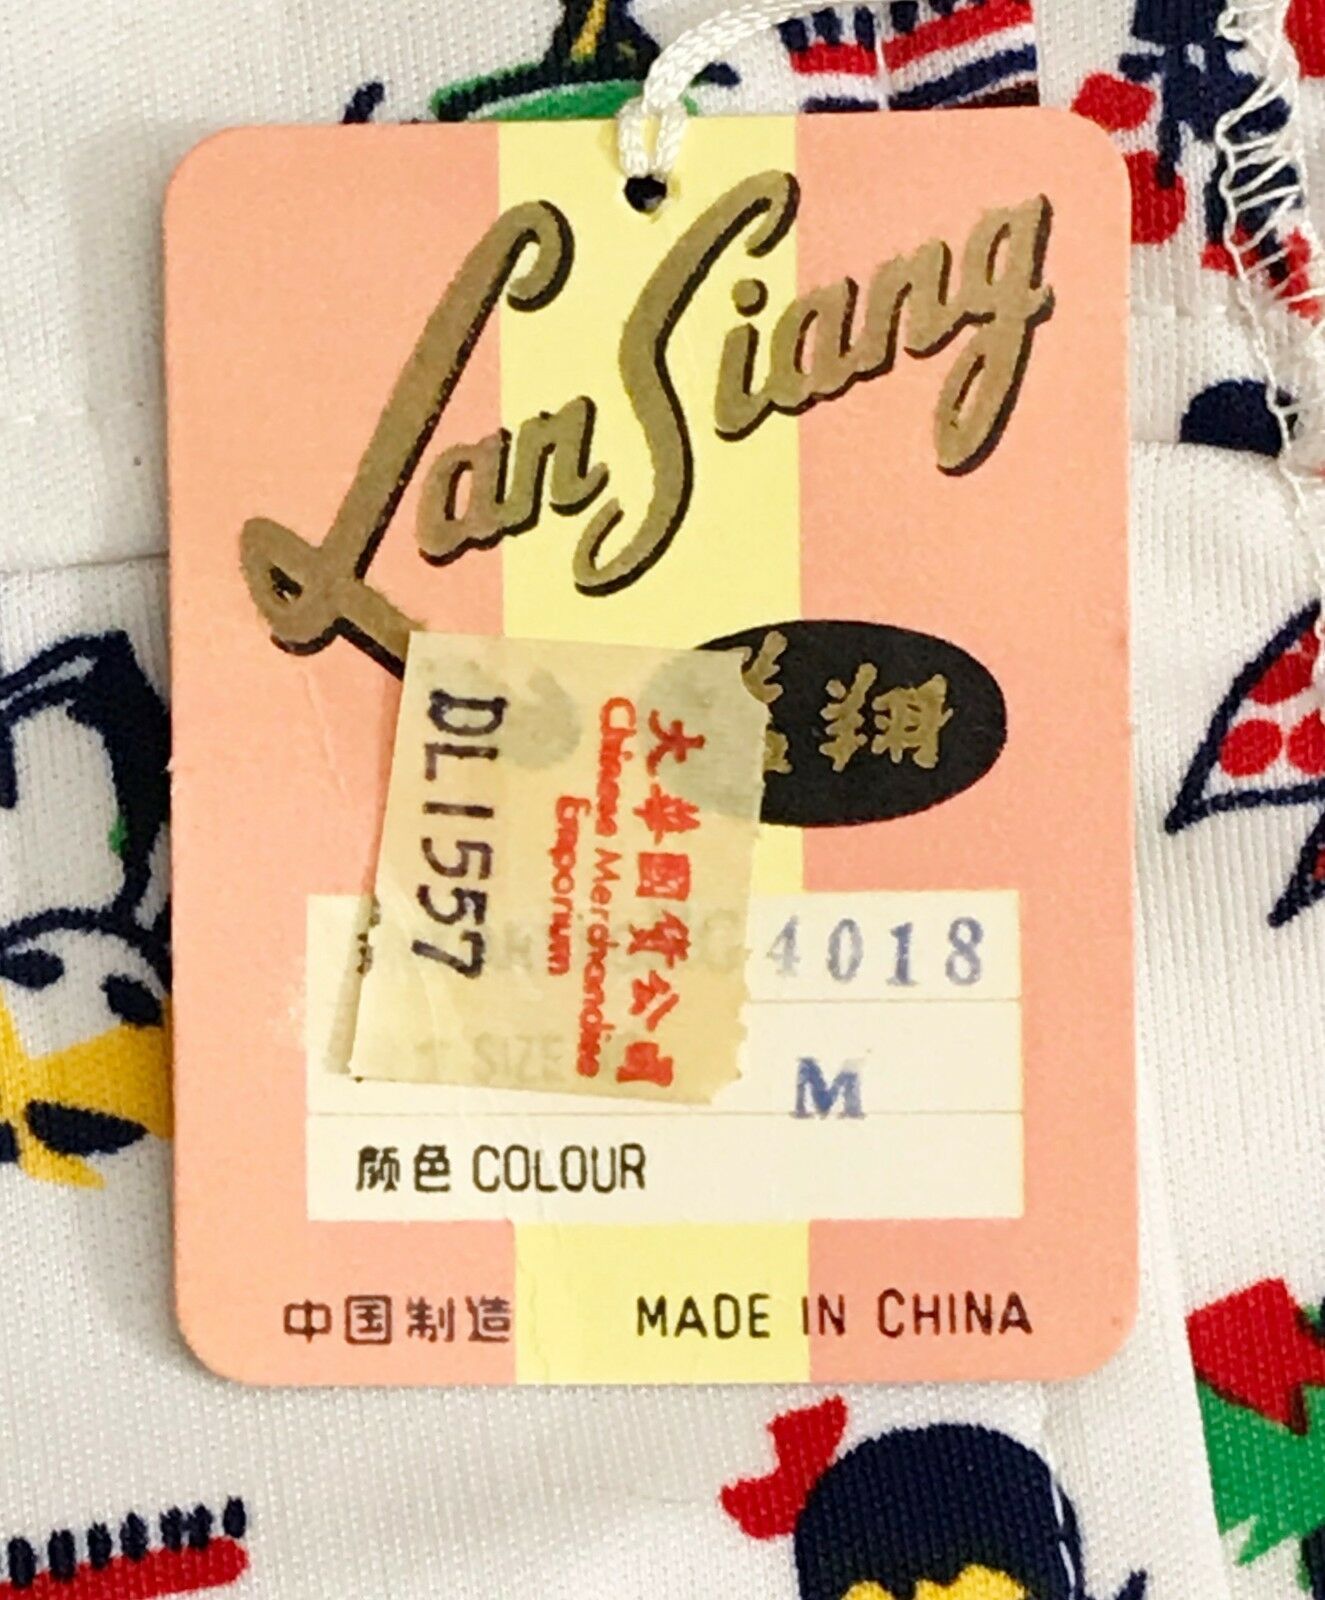 Lan Siang
大華國貨公司
Chinese Merchandise
Emporium
DL1557
4018
SIZE M
颜色 COLOUR
中国制造 MADE IN CHINA